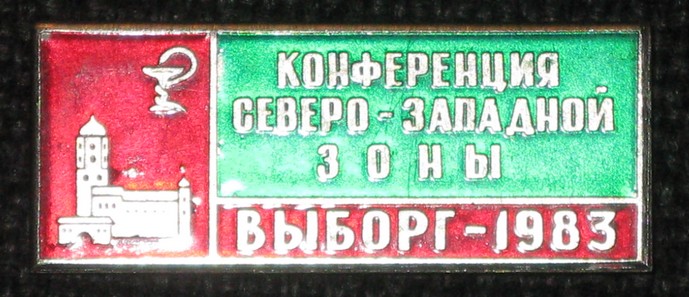 КОНФЕРЕНЦИЯ
СЕВЕРО-ЗАПАДНОЙ
ЗОНЫ
ВЫБОРГ-1983